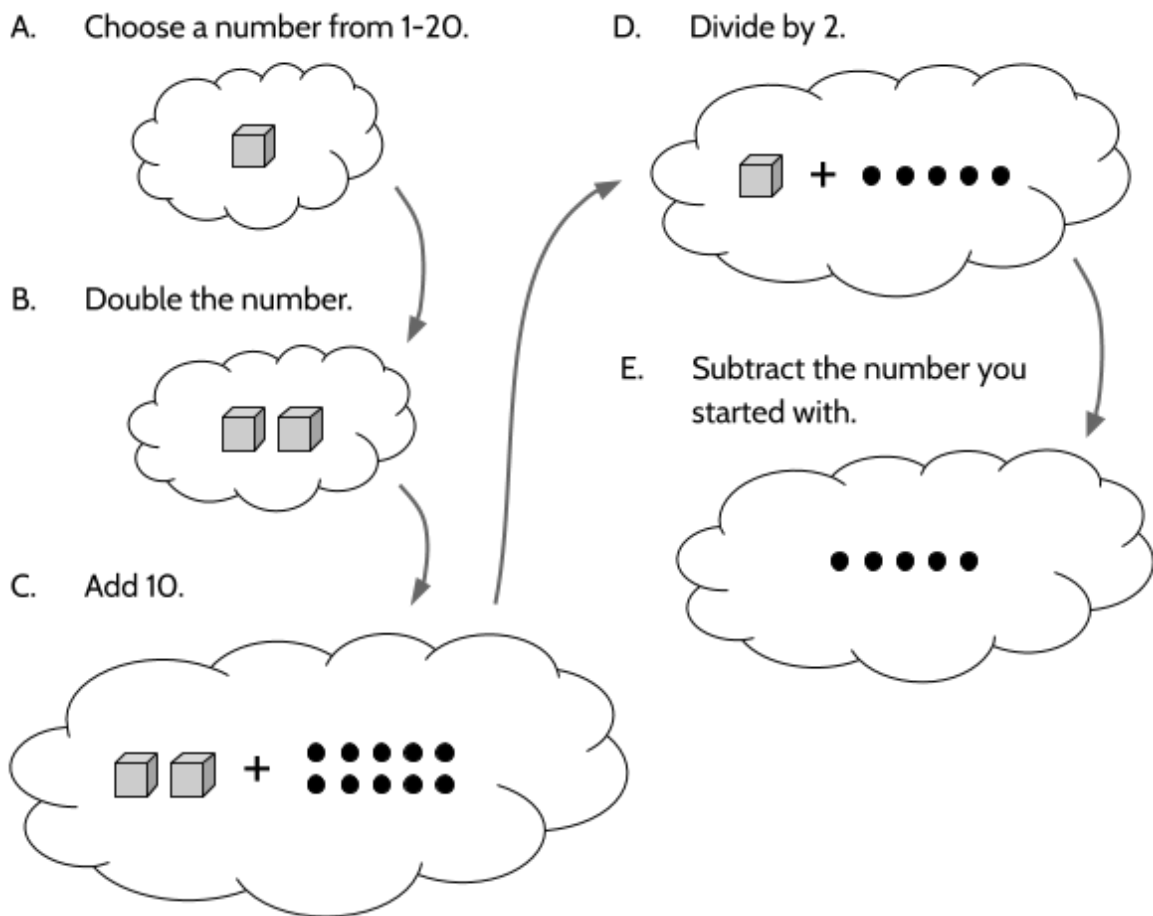 A. Choose a number from 1-20.
B. Double the number.
C. Add 10.
D. Divide by 2.
E. Subtract the number you
started with.